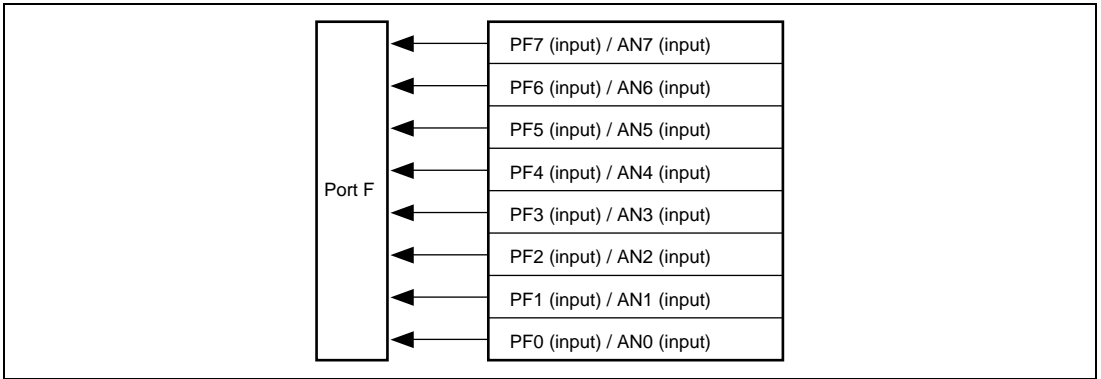 PF7 (input) / AN7 (input)
PF6 (input) / AN6 (input)
PF5 (input) / AN5 (input)
PF4 (input) / AN4 (input)
Port F
PF3 (input) / AN3 (input)
PF2 (input) / AN2 (input)
PF1 (input) / AN1 (input)
PF0 (input) / AN0 (input)